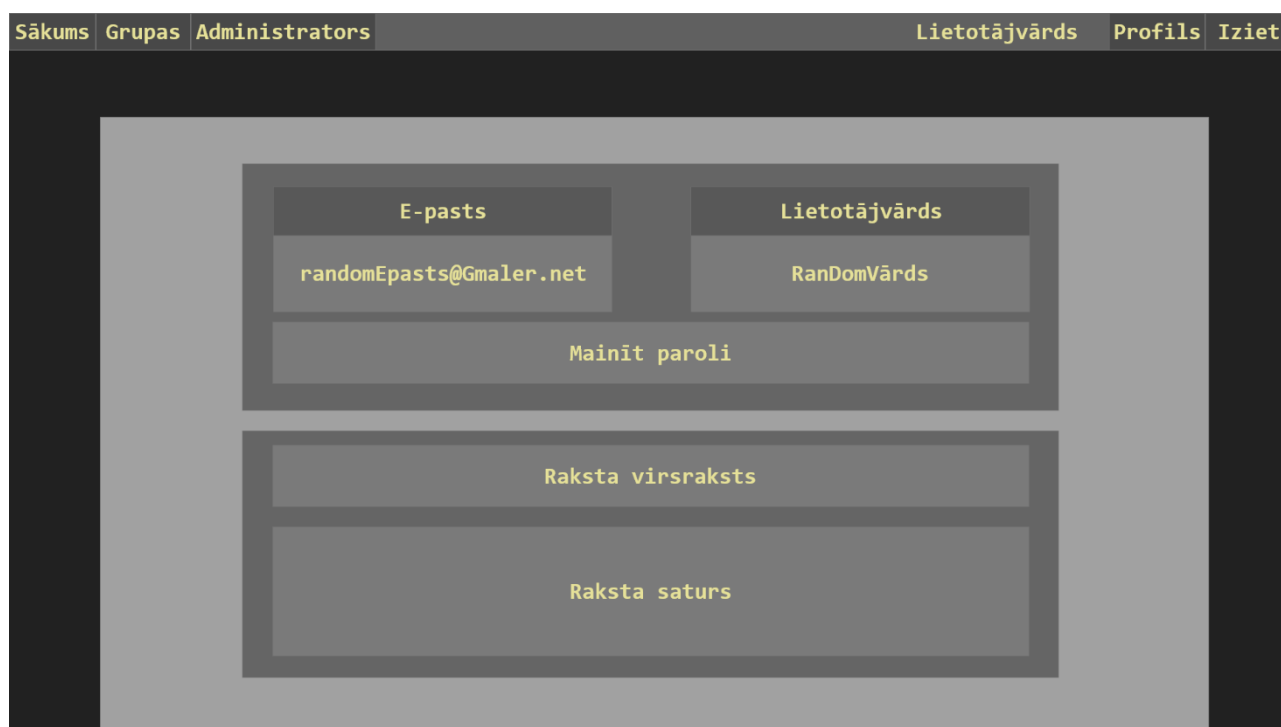 Sākums Grupas Administrators Lietotājvārds Profils Iziet
E-pasts Lietotājvārds
randomEpasts@Gmaler.net RanDomVārds
Mainīt paroli
Raksta virsraksts
Raksta saturs